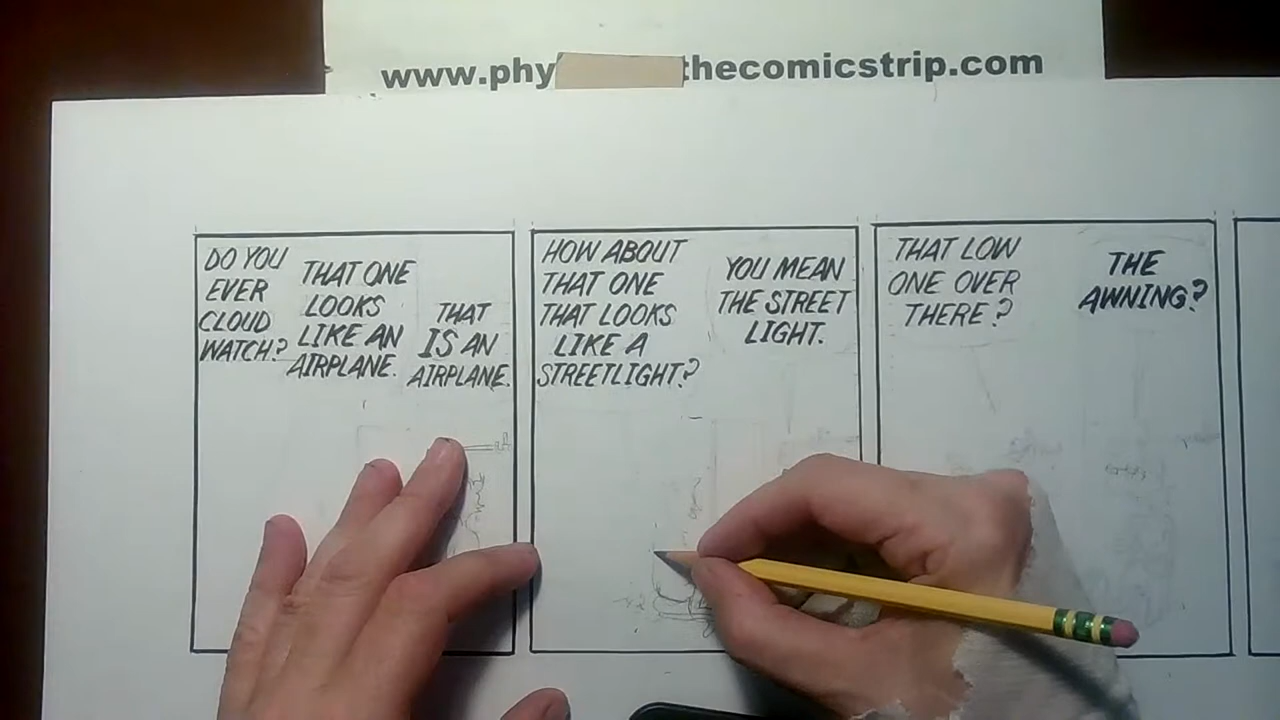 www.phy thecomicstrip.com
DO YOU
EVER
CLOUD
WATCH?
THAT ONE
LOOKS
LIKE AN
AIRPLANE.
THAT
IS AN
AIRPLANE.
HOW ABOUT
THAT ONE
THAT LOOKS
LIKE A
STREETLIGHT?
YOU MEAN
THE STREET
LIGHT.
THAT LOW
ONE OVER
THERE?
THE
AWNING?